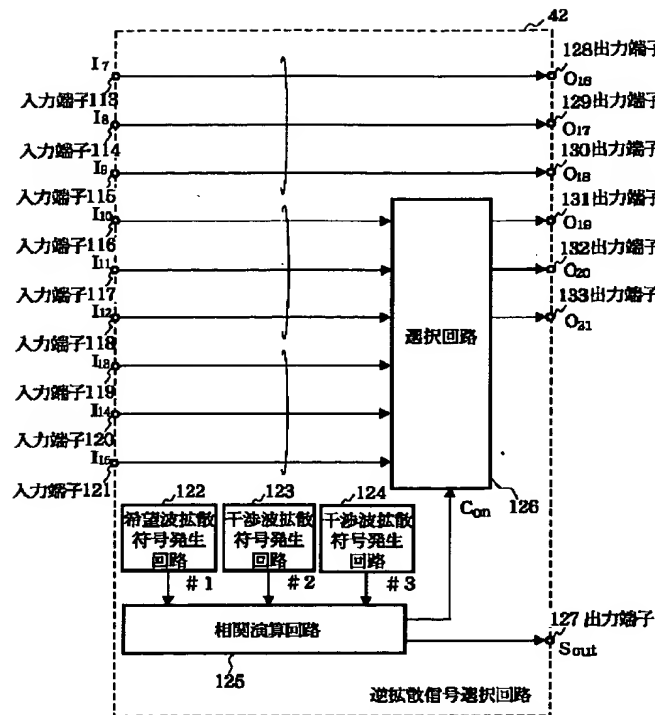 42
I7
128出力端子
入力端子113
O16
I8
129出力端子
入力端子114
O17
I9
130出力端子
入力端子115
O18
I10
131出力端子
入力端子116
O19
I11
132出力端子
入力端子117
O20
I12
133出力端子
入力端子118
O21
選択回路
I13
入力端子119
I14
入力端子120
I15
入力端子121
126
Con
122
123
124
希望波拡散
符号発生
回路
干渉波拡散
符号発生
回路
干渉波拡散
符号発生
回路
#1
#2
#3
相関演算回路
125
127出力端子
Sout
逆拡散信号選択回路